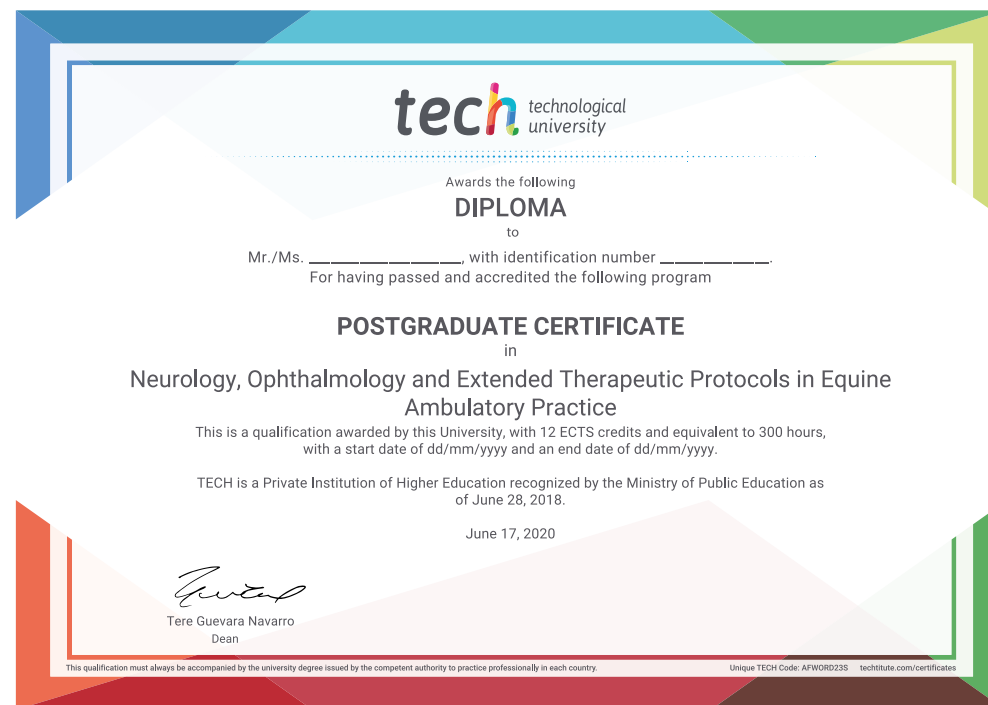 tech technological
university
Awards the following
DIPLOMA
to
Mr./Ms. __________________, with identification number _____________.
For having passed and accredited the following program
POSTGRADUATE CERTIFICATE
in
Neurology, Ophthalmology and Extended Therapeutic Protocols in Equine
Ambulatory Practice
This is a qualification awarded by this University, with 12 ECTS credits and equivalent to 300 hours,
with a start date of dd/mm/yyyy and an end date of dd/mm/yyyy.
TECH is a Private Institution of Higher Education recognized by the Ministry of Public Education as
of June 28, 2018.
June 17, 2020
Tere Guevara Navarro
Dean
This qualification must always be accompanied by the university degree issued by the competent authority to practice professionally in each country.
Unique TECH Code: AFWORD23S techtitute.com/certificates